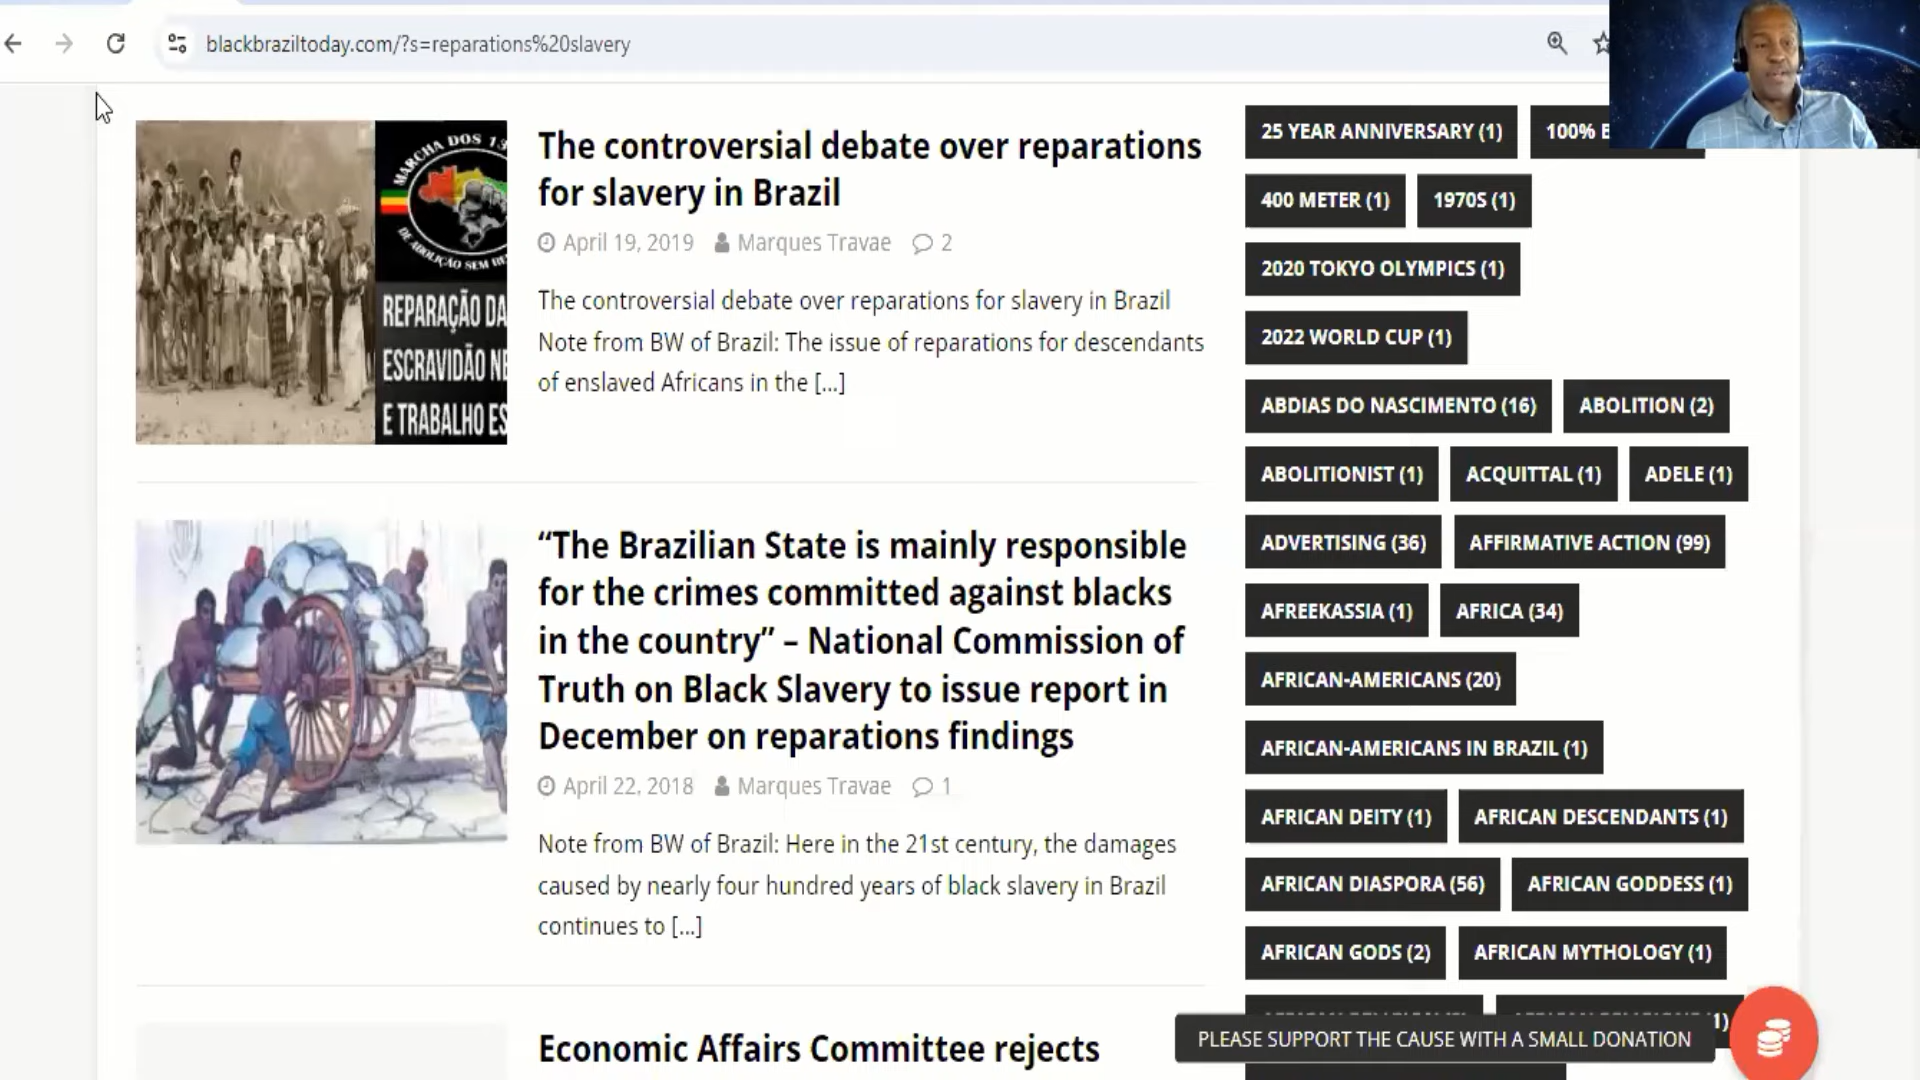 blackbraziltoday.com/?s=reparations%20slavery
MARCHA DOS 13
DE ABOLIÇÃO SEM
REPARAÇÃO DA
ESCRAVIDÃO
E TRABALHO
The controversial debate over reparations
for slavery in Brazil
April 19, 2019 Marques Travae 2
The controversial debate over reparations for slavery in Brazil
Note from BW of Brazil: The issue of reparations for descendants
of enslaved Africans in the [...]
“The Brazilian State is mainly responsible
for the crimes committed against blacks
in the country” – National Commission of
Truth on Black Slavery to issue report in
December on reparations findings
April 22, 2018 Marques Travae 1
Note from BW of Brazil: Here in the 21st century, the damages
caused by nearly four hundred years of black slavery in Brazil
continues to [...]
Economic Affairs Committee rejects
25 YEAR ANNIVERSARY (1) 100%
400 METER (1) 1970S (1)
2020 TOKYO OLYMPICS (1)
2022 WORLD CUP (1)
ABDIAS DO NASCIMENTO (16) ABOLITION (2)
ABOLITIONIST (1) ACQUITTAL (1) ADELE (1)
ADVERTISING (36) AFFIRMATIVE ACTION (99)
AFREEKASSIA (1) AFRICA (34)
AFRICAN-AMERICANS (20)
AFRICAN-AMERICANS IN BRAZIL (1)
AFRICAN DEITY (1) AFRICAN DESCENDANTS (1)
AFRICAN DIASPORA (56) AFRICAN GODDESS (1)
AFRICAN GODS (2) AFRICAN MYTHOLOGY (1)
PLEASE SUPPORT THE CAUSE WITH A SMALL DONATION